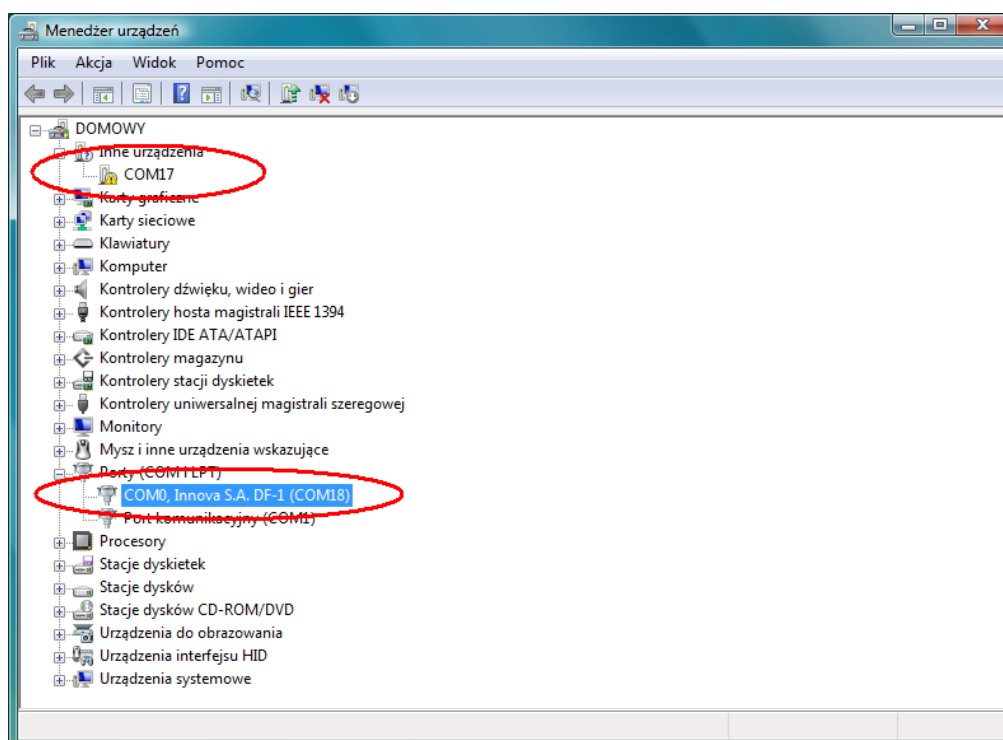 Menedżer urządzeń
Plik Akcja Widok Pomoc
DOMOWY
Inne urządzenia
COM17
Karty graficzne
Karty sieciowe
Klawiatury
Komputer
Kontrolery dźwięku, wideo i gier
Kontrolery hosta magistrali IEEE 1394
Kontrolery IDE ATA/ATAPI
Kontrolery magazynu
Kontrolery stacji dyskietek
Kontrolery uniwersalnej magistrali szeregowej
Monitory
Mysz i inne urządzenia wskazujące
Porty (COM i LPT)
COM0, Innova S.A. DF-1 (COM18)
Port komunikacyjny (COM1)
Procesory
Stacje dyskietek
Stacje dysków
Stacje dysków CD-ROM/DVD
Urządzenia do obrazowania
Urządzenia interfejsu HID
Urządzenia systemowe